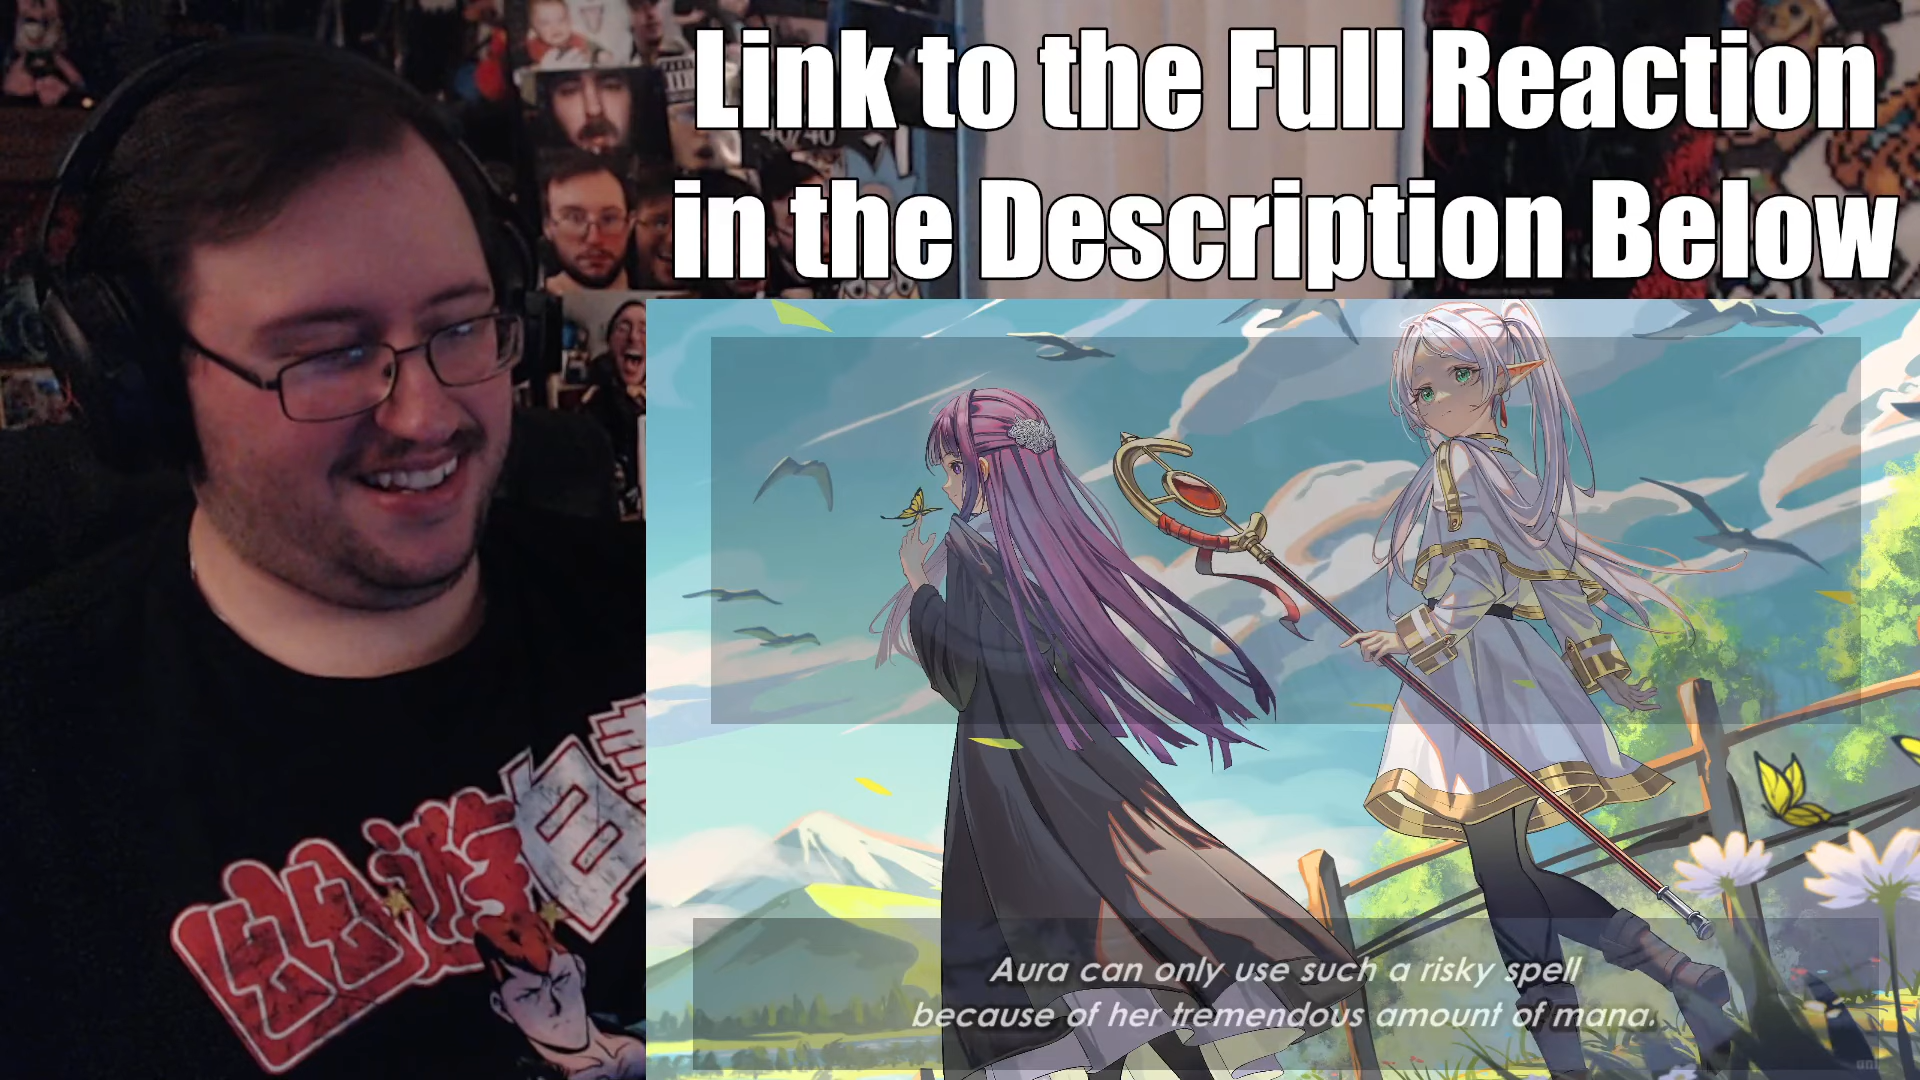 Link to the Full Reaction
in the Description Below
Aura can only use such a risky spell
because of her tremendous amount of mana.